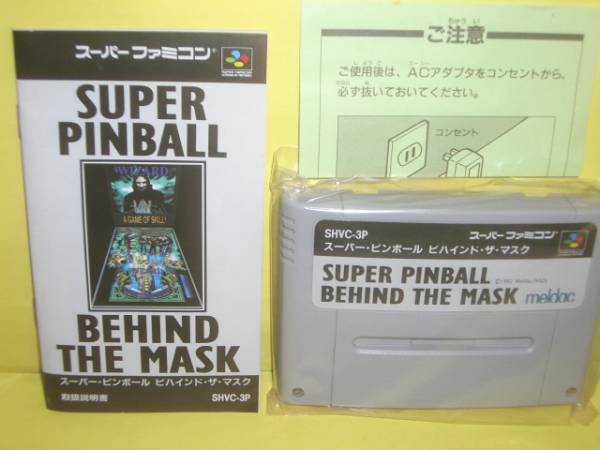 スーパーファミコン
SUPER
PINBALL
WIZARD
A GAME OF SKILL!
BEHIND
THE MASK
スーパー・ピンボール ビハインド・ザ・マスク
取扱説明書 SHVC-3P
ご注意
ご使用後は、ACアダプタをコンセントから、
必ず抜いておいてください。
コンセント
SHVC-3P スーパーファミコン
スーパー・ピンボール ビハインド・ザ・マスク
SUPER PINBALL
BEHIND THE MASK meldac